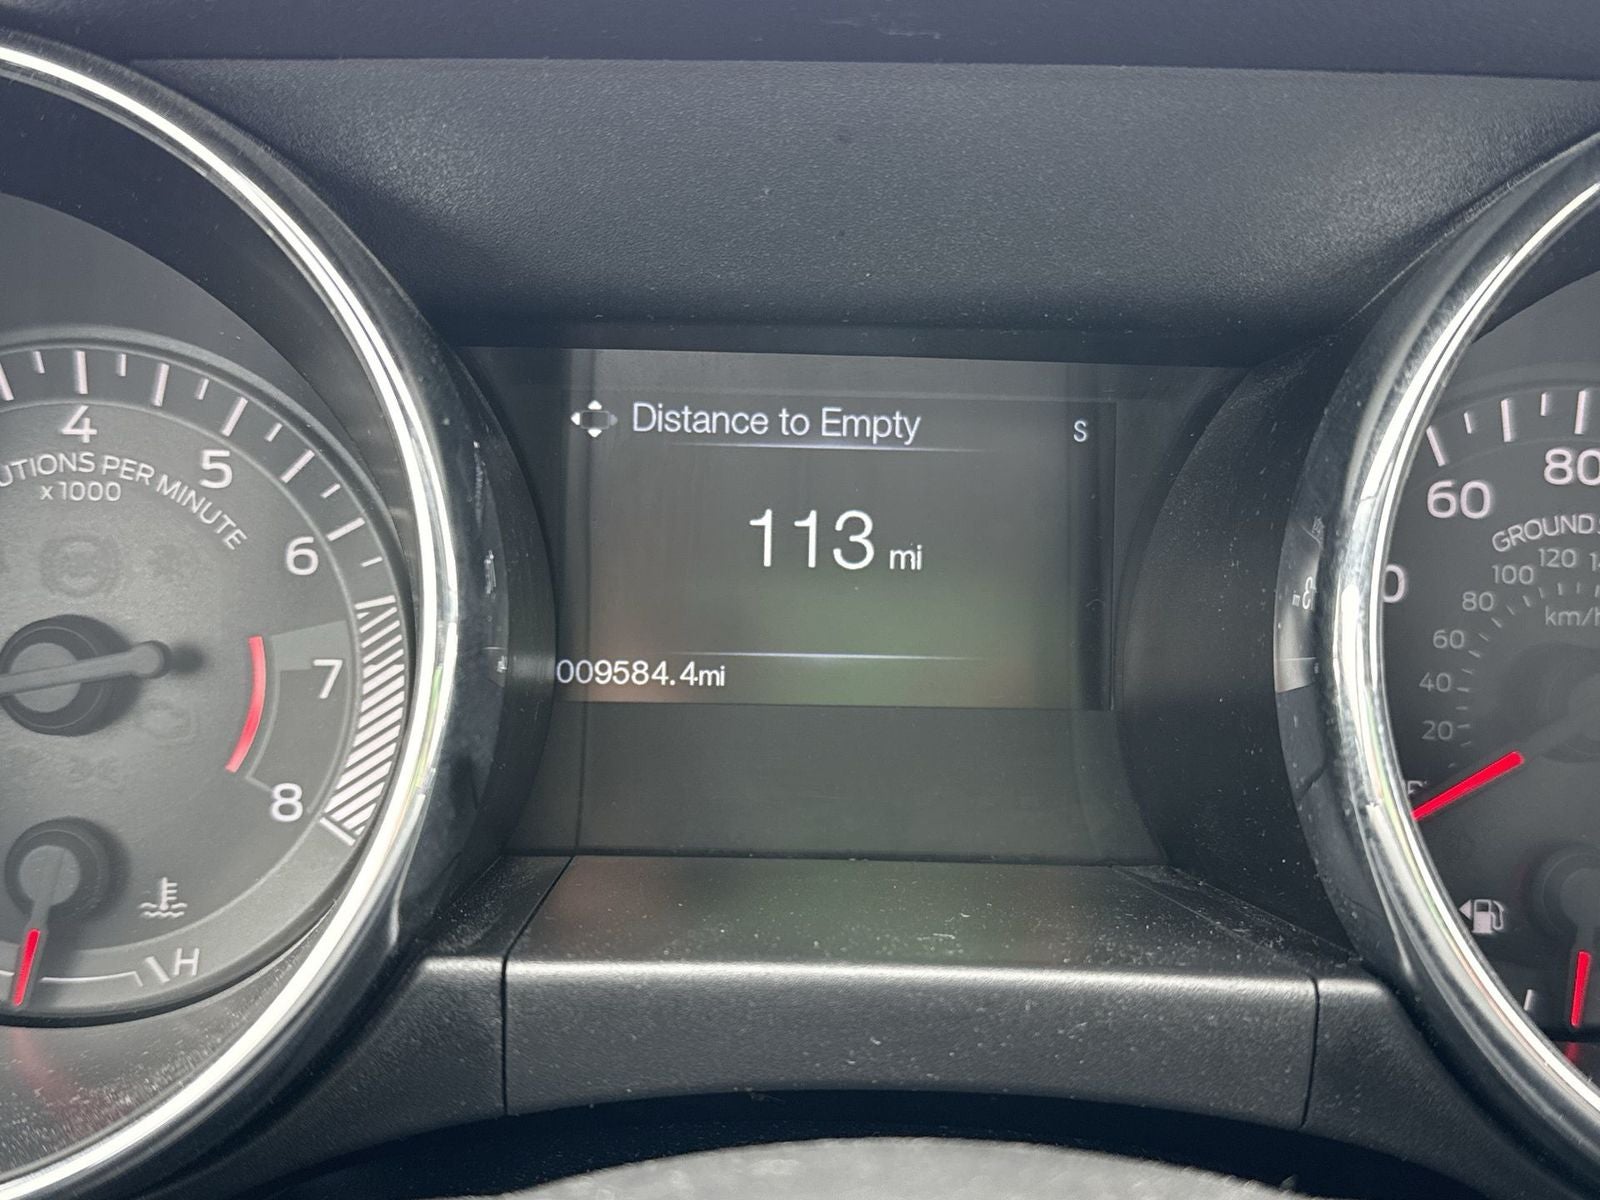 4
5
6
7
8
UTIONS PER MINUTE
x1000
H
Distance to Empty
S
113 mi
009584.4mi
60
80
GROUND
20
40
60
80
100
120
km/h